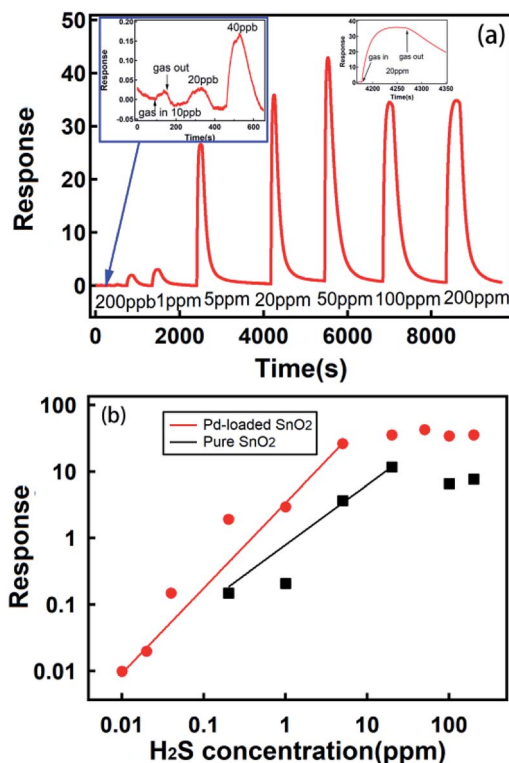 (a)
Response
50
40
30
20
10
0
0 2000 4000 6000 8000
Time(s)
200ppb 1ppm 5ppm 20ppm 50ppm 100ppm 200ppm
Response
0.20
0.15
0.10
0.05
0.00
-0.05
0 200 400 600
Time(s)
40ppb
gas out
20ppb
gas in 10ppb
Response
40
30
20
10
0
gas in
gas out
20ppm
4200 4250 4300 4350
Time(s)
(b)
Pd-loaded SnO2
Pure SnO2
Response
100
10
1
0.1
0.01
0.01 0.1 1 10 100
H2S concentration(ppm)